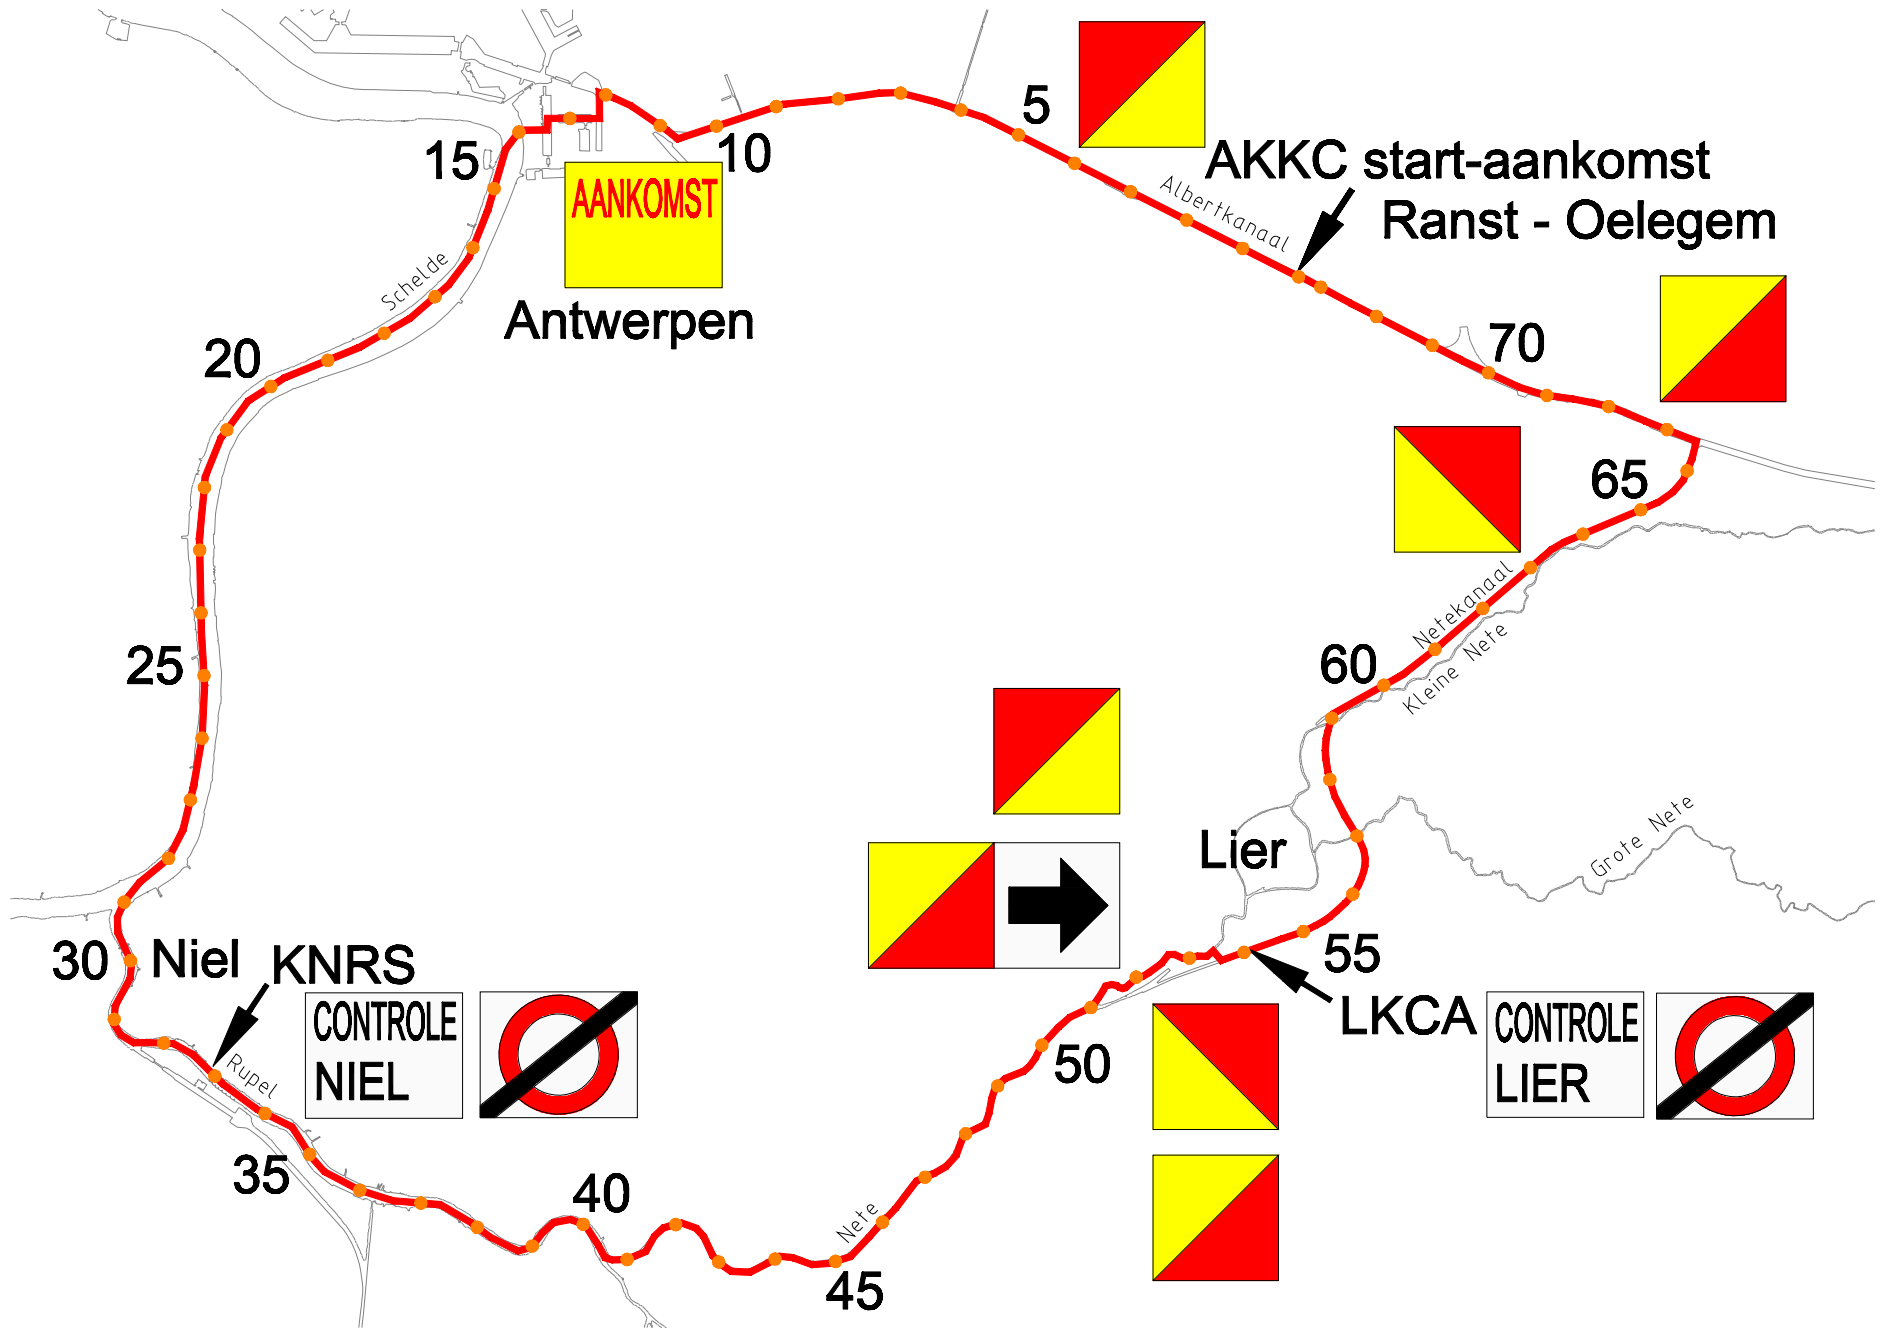 5
AKKC start-aankomst
Ranst - Oelegem
Albertkanaal
10
15
AANKOMST
Antwerpen
Schelde
20
70
65
Netekanaal
Kleine Nete
60
25
Lier
Grote Nete
30
Niel
KNRS
CONTROLE
NIEL
Rupel
55
LKCA
CONTROLE
LIER
50
35
40
Nete
45